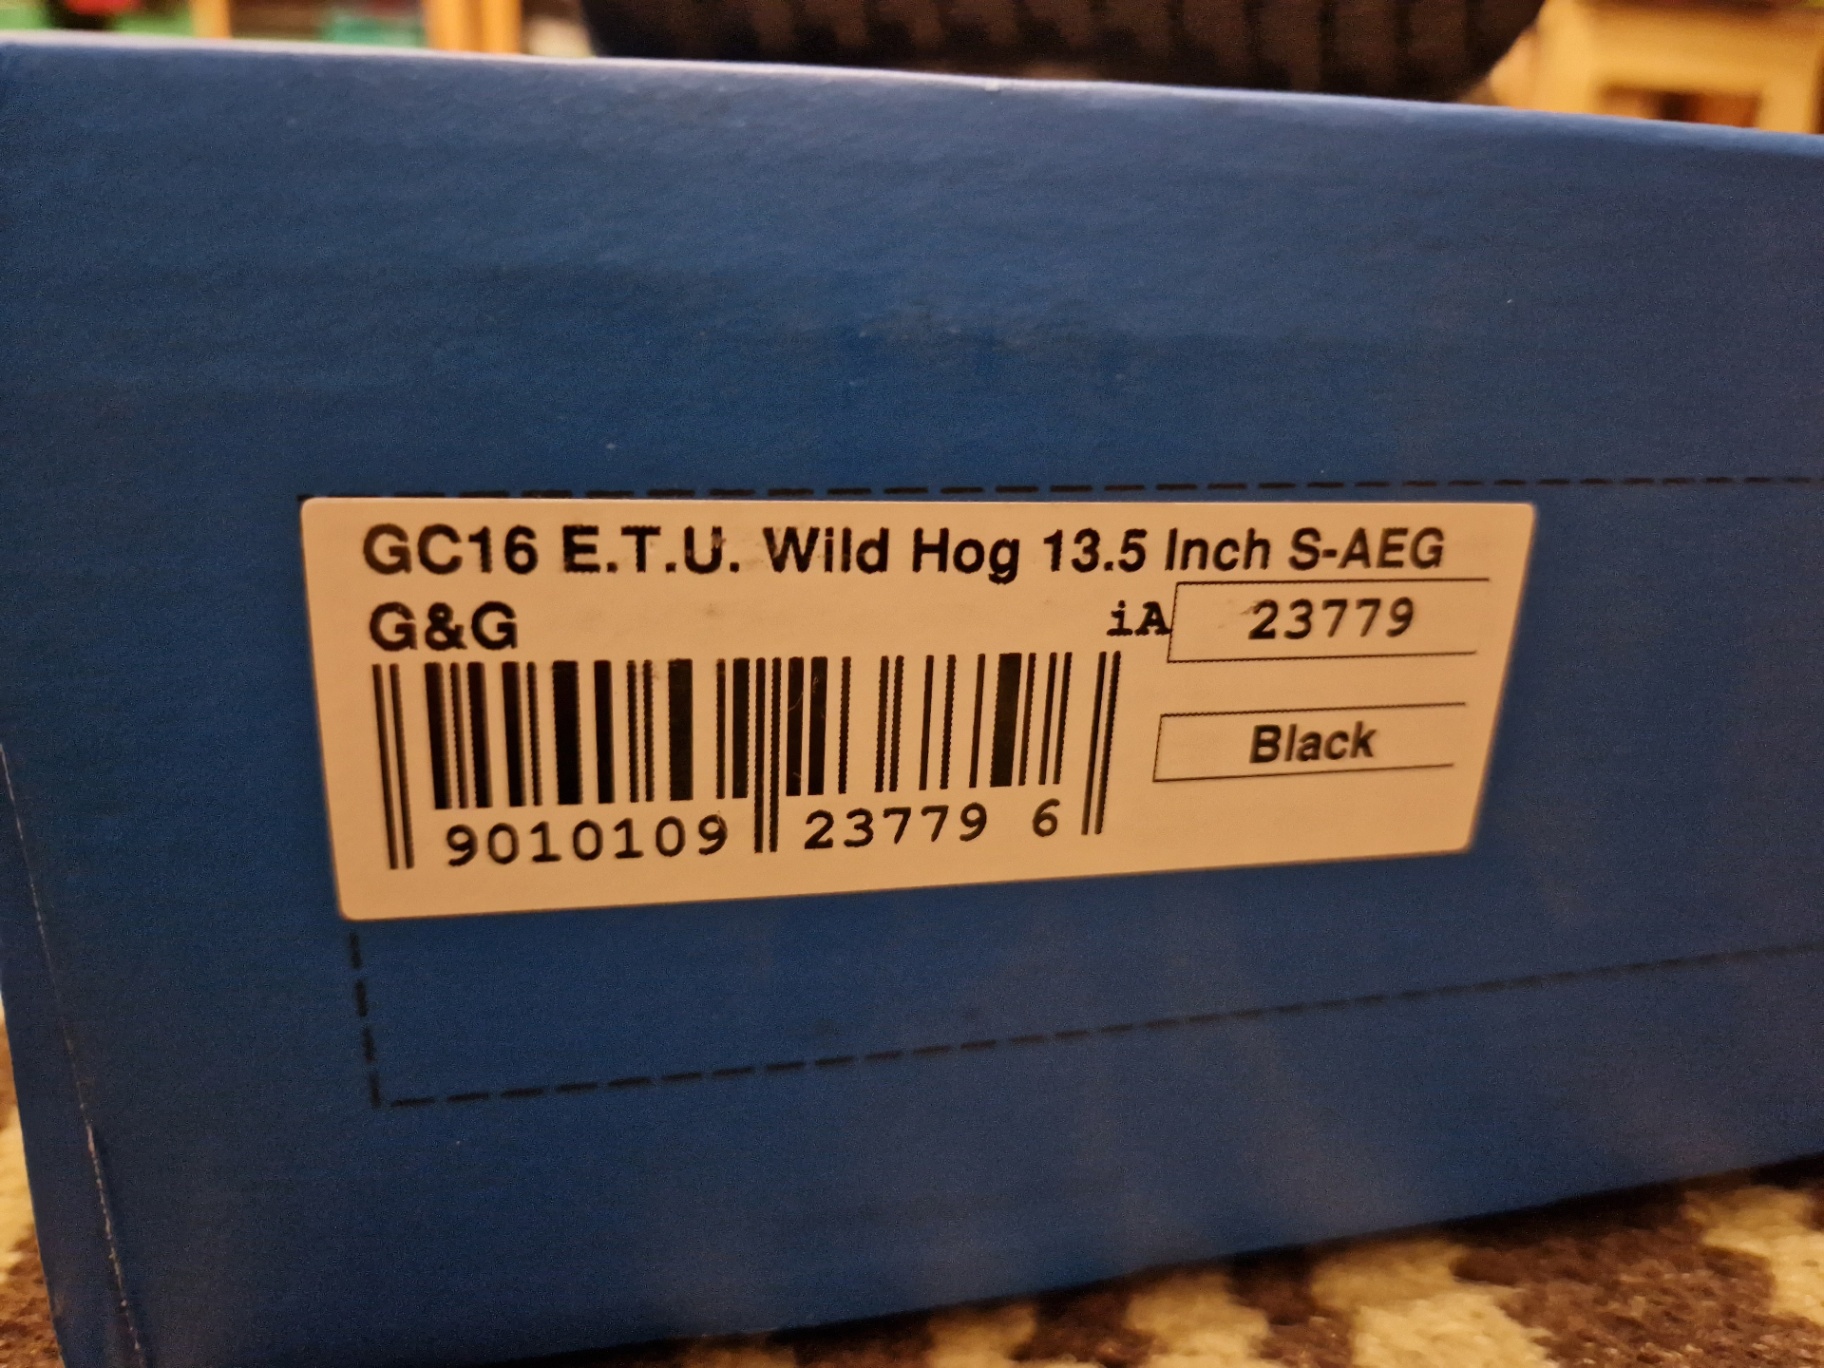 GC16 E.T.U. Wild Hog 13.5 Inch S-AEG
G&G
iA 23779
Black
9010109 23779 6